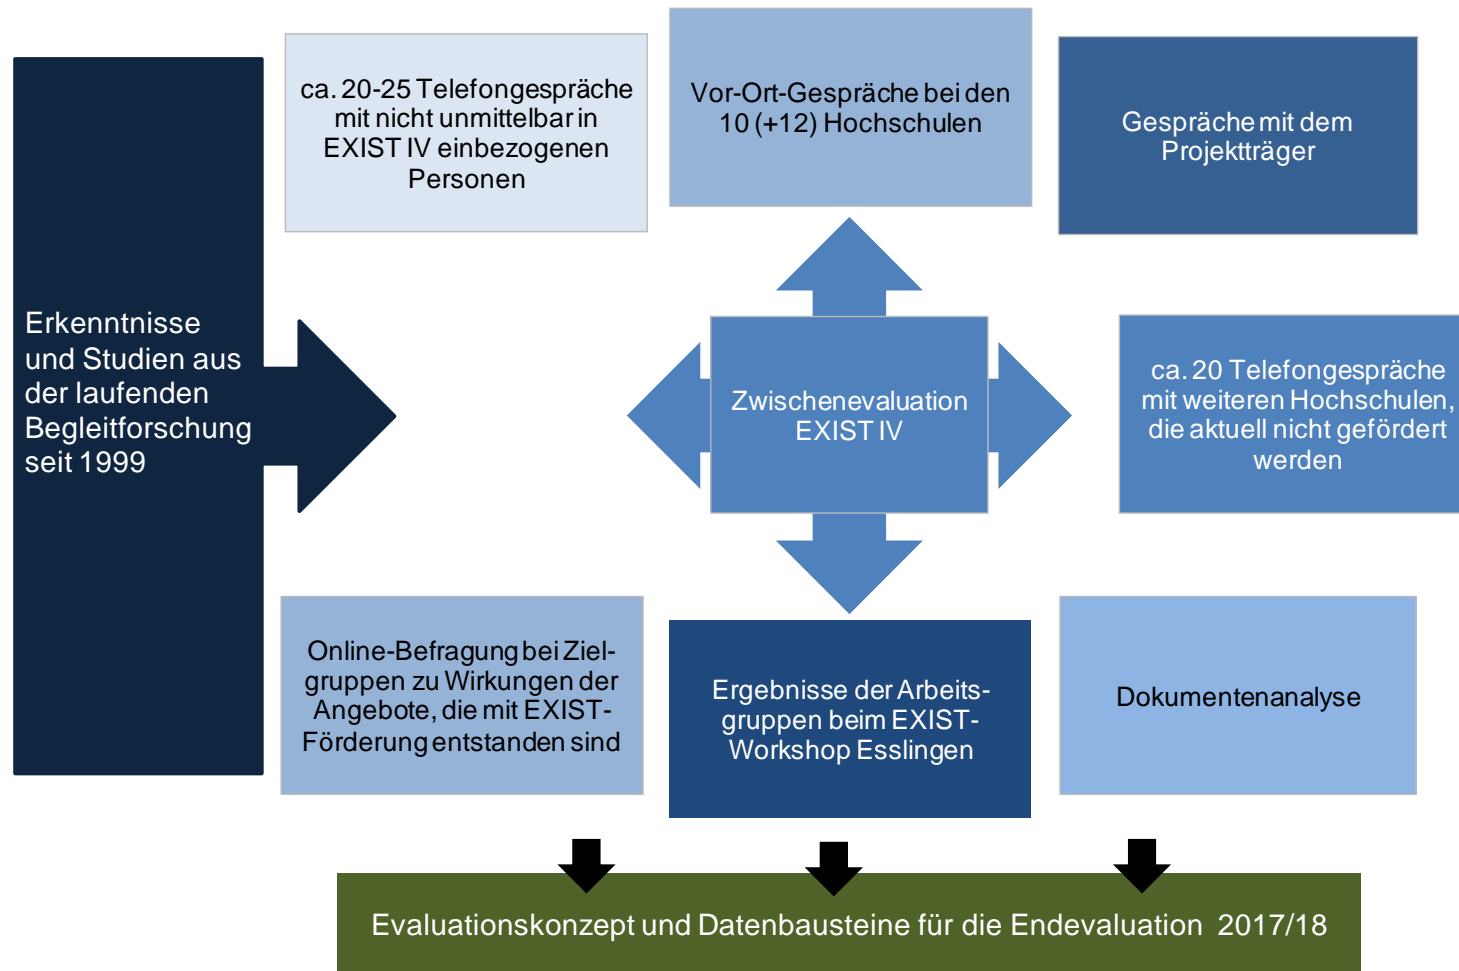 Erkenntnisse
und Studien aus
der laufenden
Begleitforschung
seit 1999
ca. 20-25 Telefongespräche
mit nicht unmittelbar in
EXIST IV einbezogenen
Personen
Vor-Ort-Gespräche bei den
10 (+12) Hochschulen
Gespräche mit dem
Projektträger
Zwischenevaluation
EXIST IV
ca. 20 Telefongespräche
mit weiteren Hochschulen,
die aktuell nicht gefördert
werden
Online-Befragung bei Ziel-
gruppen zu Wirkungen der
Angebote, die mit EXIST-
Förderung entstanden sind
Ergebnisse der Arbeits-
gruppen beim EXIST-
Workshop Esslingen
Dokumentenanalyse
Evaluationskonzept und Datenbausteine für die Endevaluation 2017/18